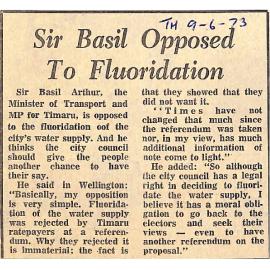 TH 9-6-73
Sir Basil Opposed
To Fluoridation
Sir Basil Arthur, the
Minister of Transport and
MP for Timaru, is opposed
to the fluoridation oof the
city's water supply. And he
thinks the city council
should give the people
another chance to have
their say.
He said in Wellington:
"Basically, my opposition
is very simple. Fluorida-
tion of the water supply
was rejected by Timaru
ratepayers at a referen-
dum. Why they rejected it
is immaterial: the fact is
that they showed that they
did not want it.
"Times have not
changed that much since
the referendum was taken
nor, in my view, has much
additional information of
note come to light."
He added: "So although
the city council has a legal
right in deciding to fluori-
date the water supply, I
believe it has a moral obli-
gation to go back to the
electors and seek their
views — even to have
another referendum on the
proposal."